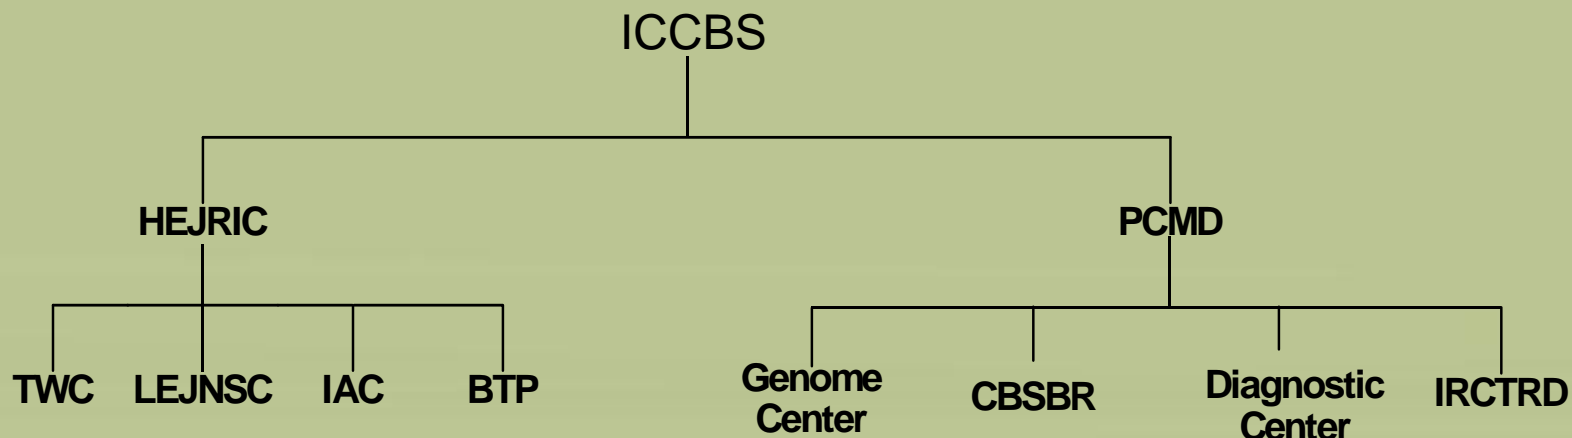 ICCBS
HEJRIC
PCMD
TWC
LEJNSC
IAC
BTP
Genome
Center
CBSBR
Diagnostic
Center
IRCTRD